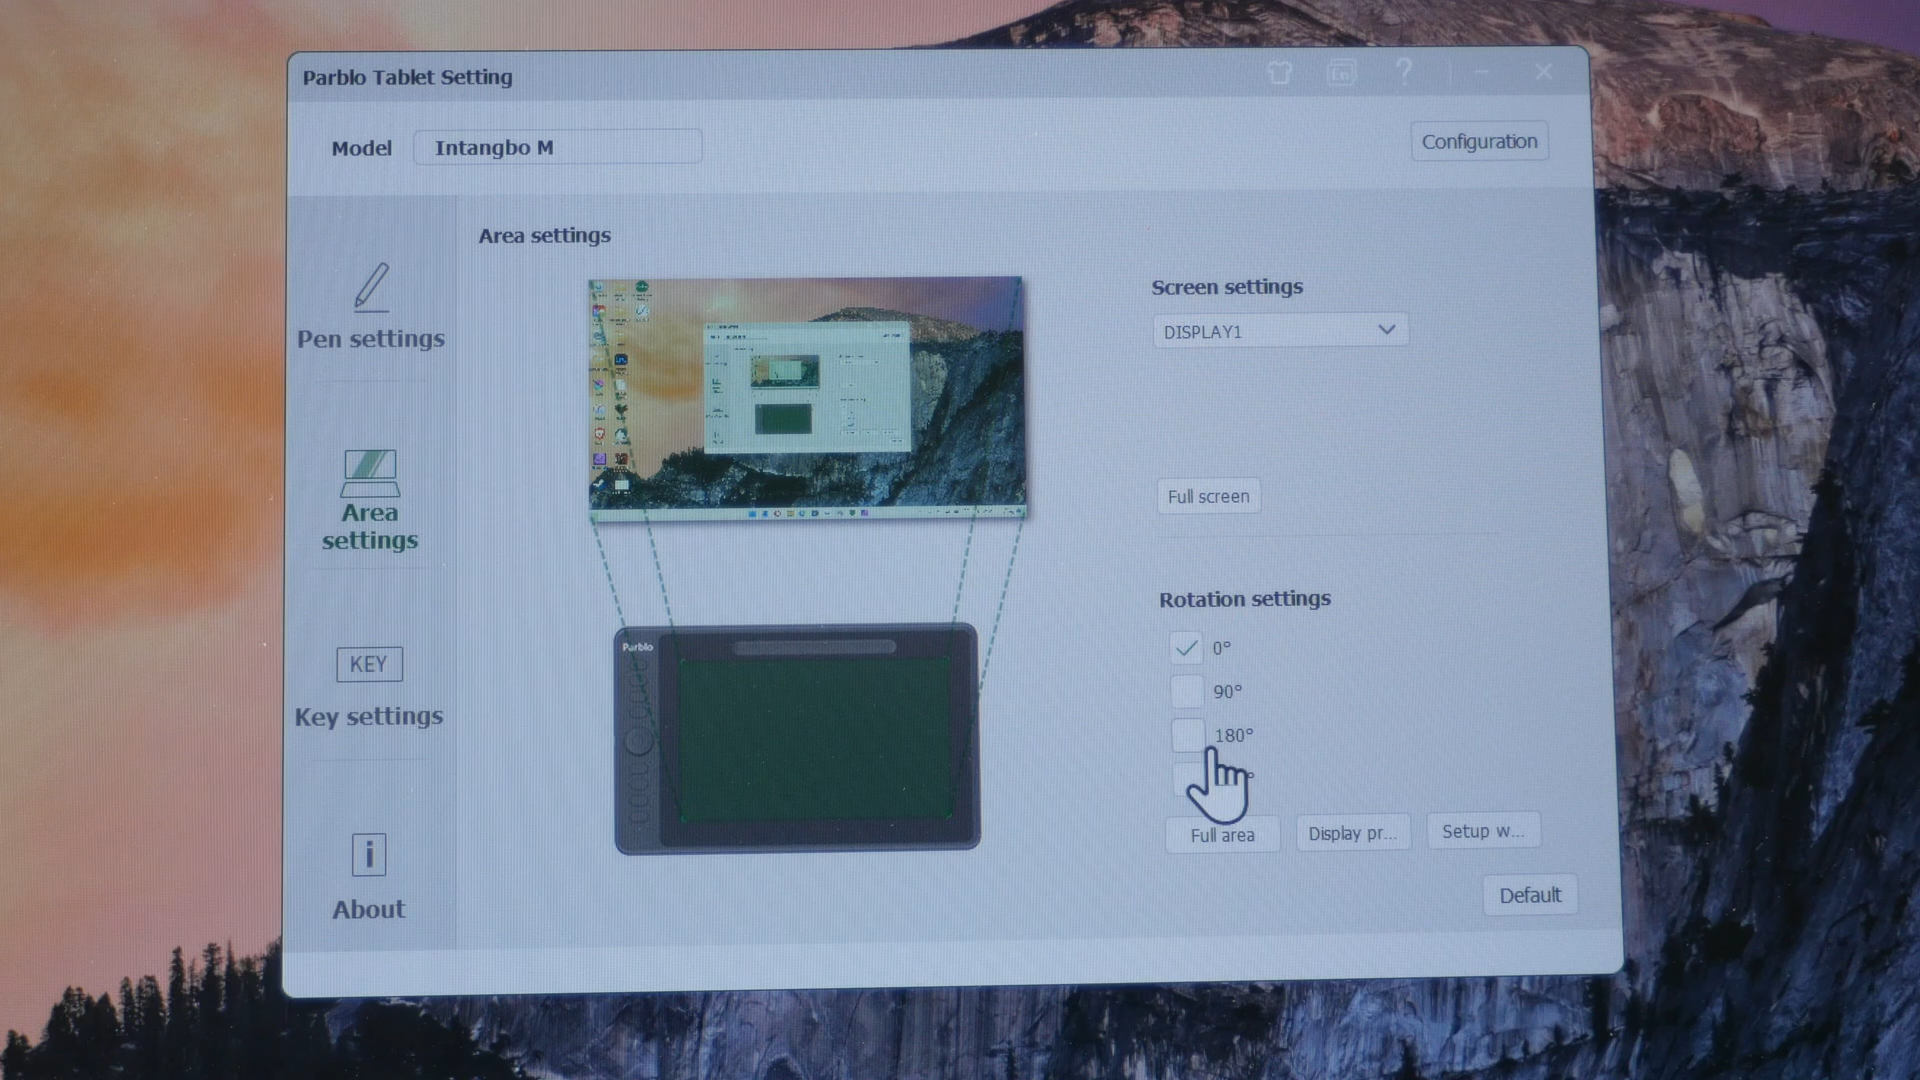 Parblo Tablet Setting
En
?
Model
Intangbo M
Configuration
Pen settings
Area
settings
KEY
Key settings
i
About
Area settings
Parblo
Screen settings
DISPLAY1
Full screen
Rotation settings
0°
90°
180°
°
Full area
Display pr...
Setup w...
Default